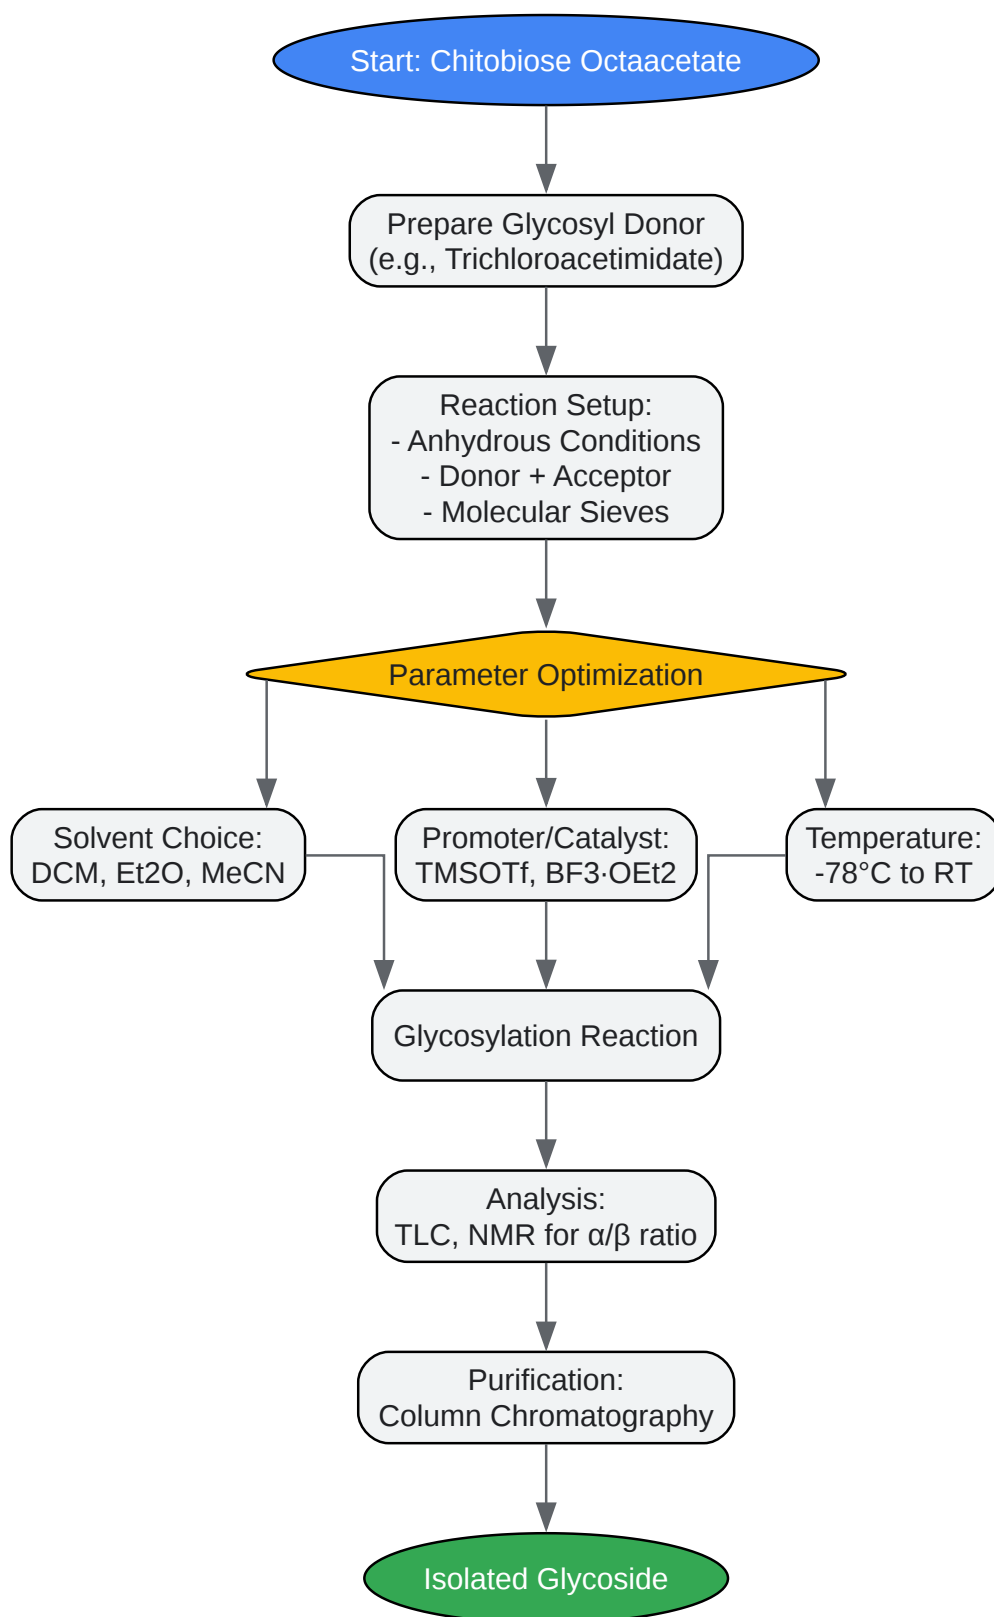 Start: Chitobiose Octaacetate
Prepare Glycosyl Donor
(e.g., Trichloroacetimidate)
Reaction Setup:
- Anhydrous Conditions
- Donor + Acceptor
- Molecular Sieves
Parameter Optimization
Solvent Choice:
DCM, Et2O, MeCN
Promoter/Catalyst:
TMSOTf, BF3·OEt2
Temperature:
-78°C to RT
Glycosylation Reaction
Analysis:
TLC, NMR for α/β ratio
Purification:
Column Chromatography
Isolated Glycoside